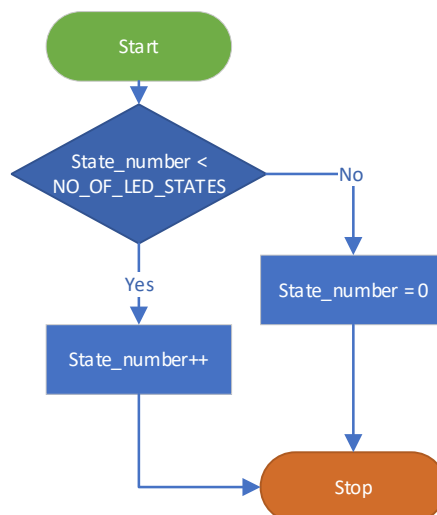 Start
State_number <
NO_OF_LED_STATES
No
Yes
State_number = 0
State_number++
Stop